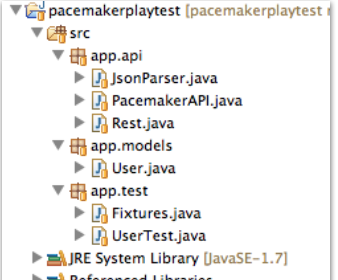 pacemakerplaytest [pacemakerplaytest
src
app.api
JsonParser.java
PacemakerAPI.java
Rest.java
app.models
User.java
app.test
Fixtures.java
UserTest.java
JRE System Library [JavaSE-1.7]
Referenced Libraries